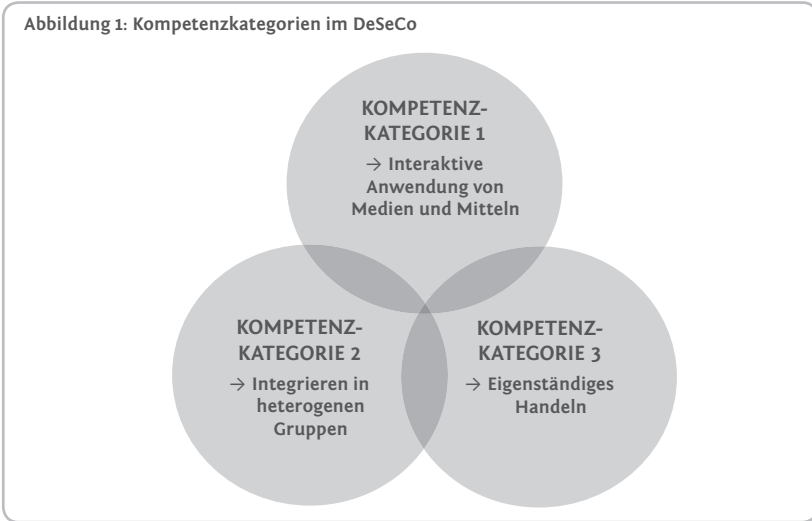 Abbildung 1: Kompetenzkategorien im DeSeCo
KOMPETENZ-
KATEGORIE 1
→ Interaktive
Anwendung von
Medien und Mitteln
KOMPETENZ-
KATEGORIE 2
→ Integrieren in
heterogenen
Gruppen
KOMPETENZ-
KATEGORIE 3
→ Eigenständiges
Handeln